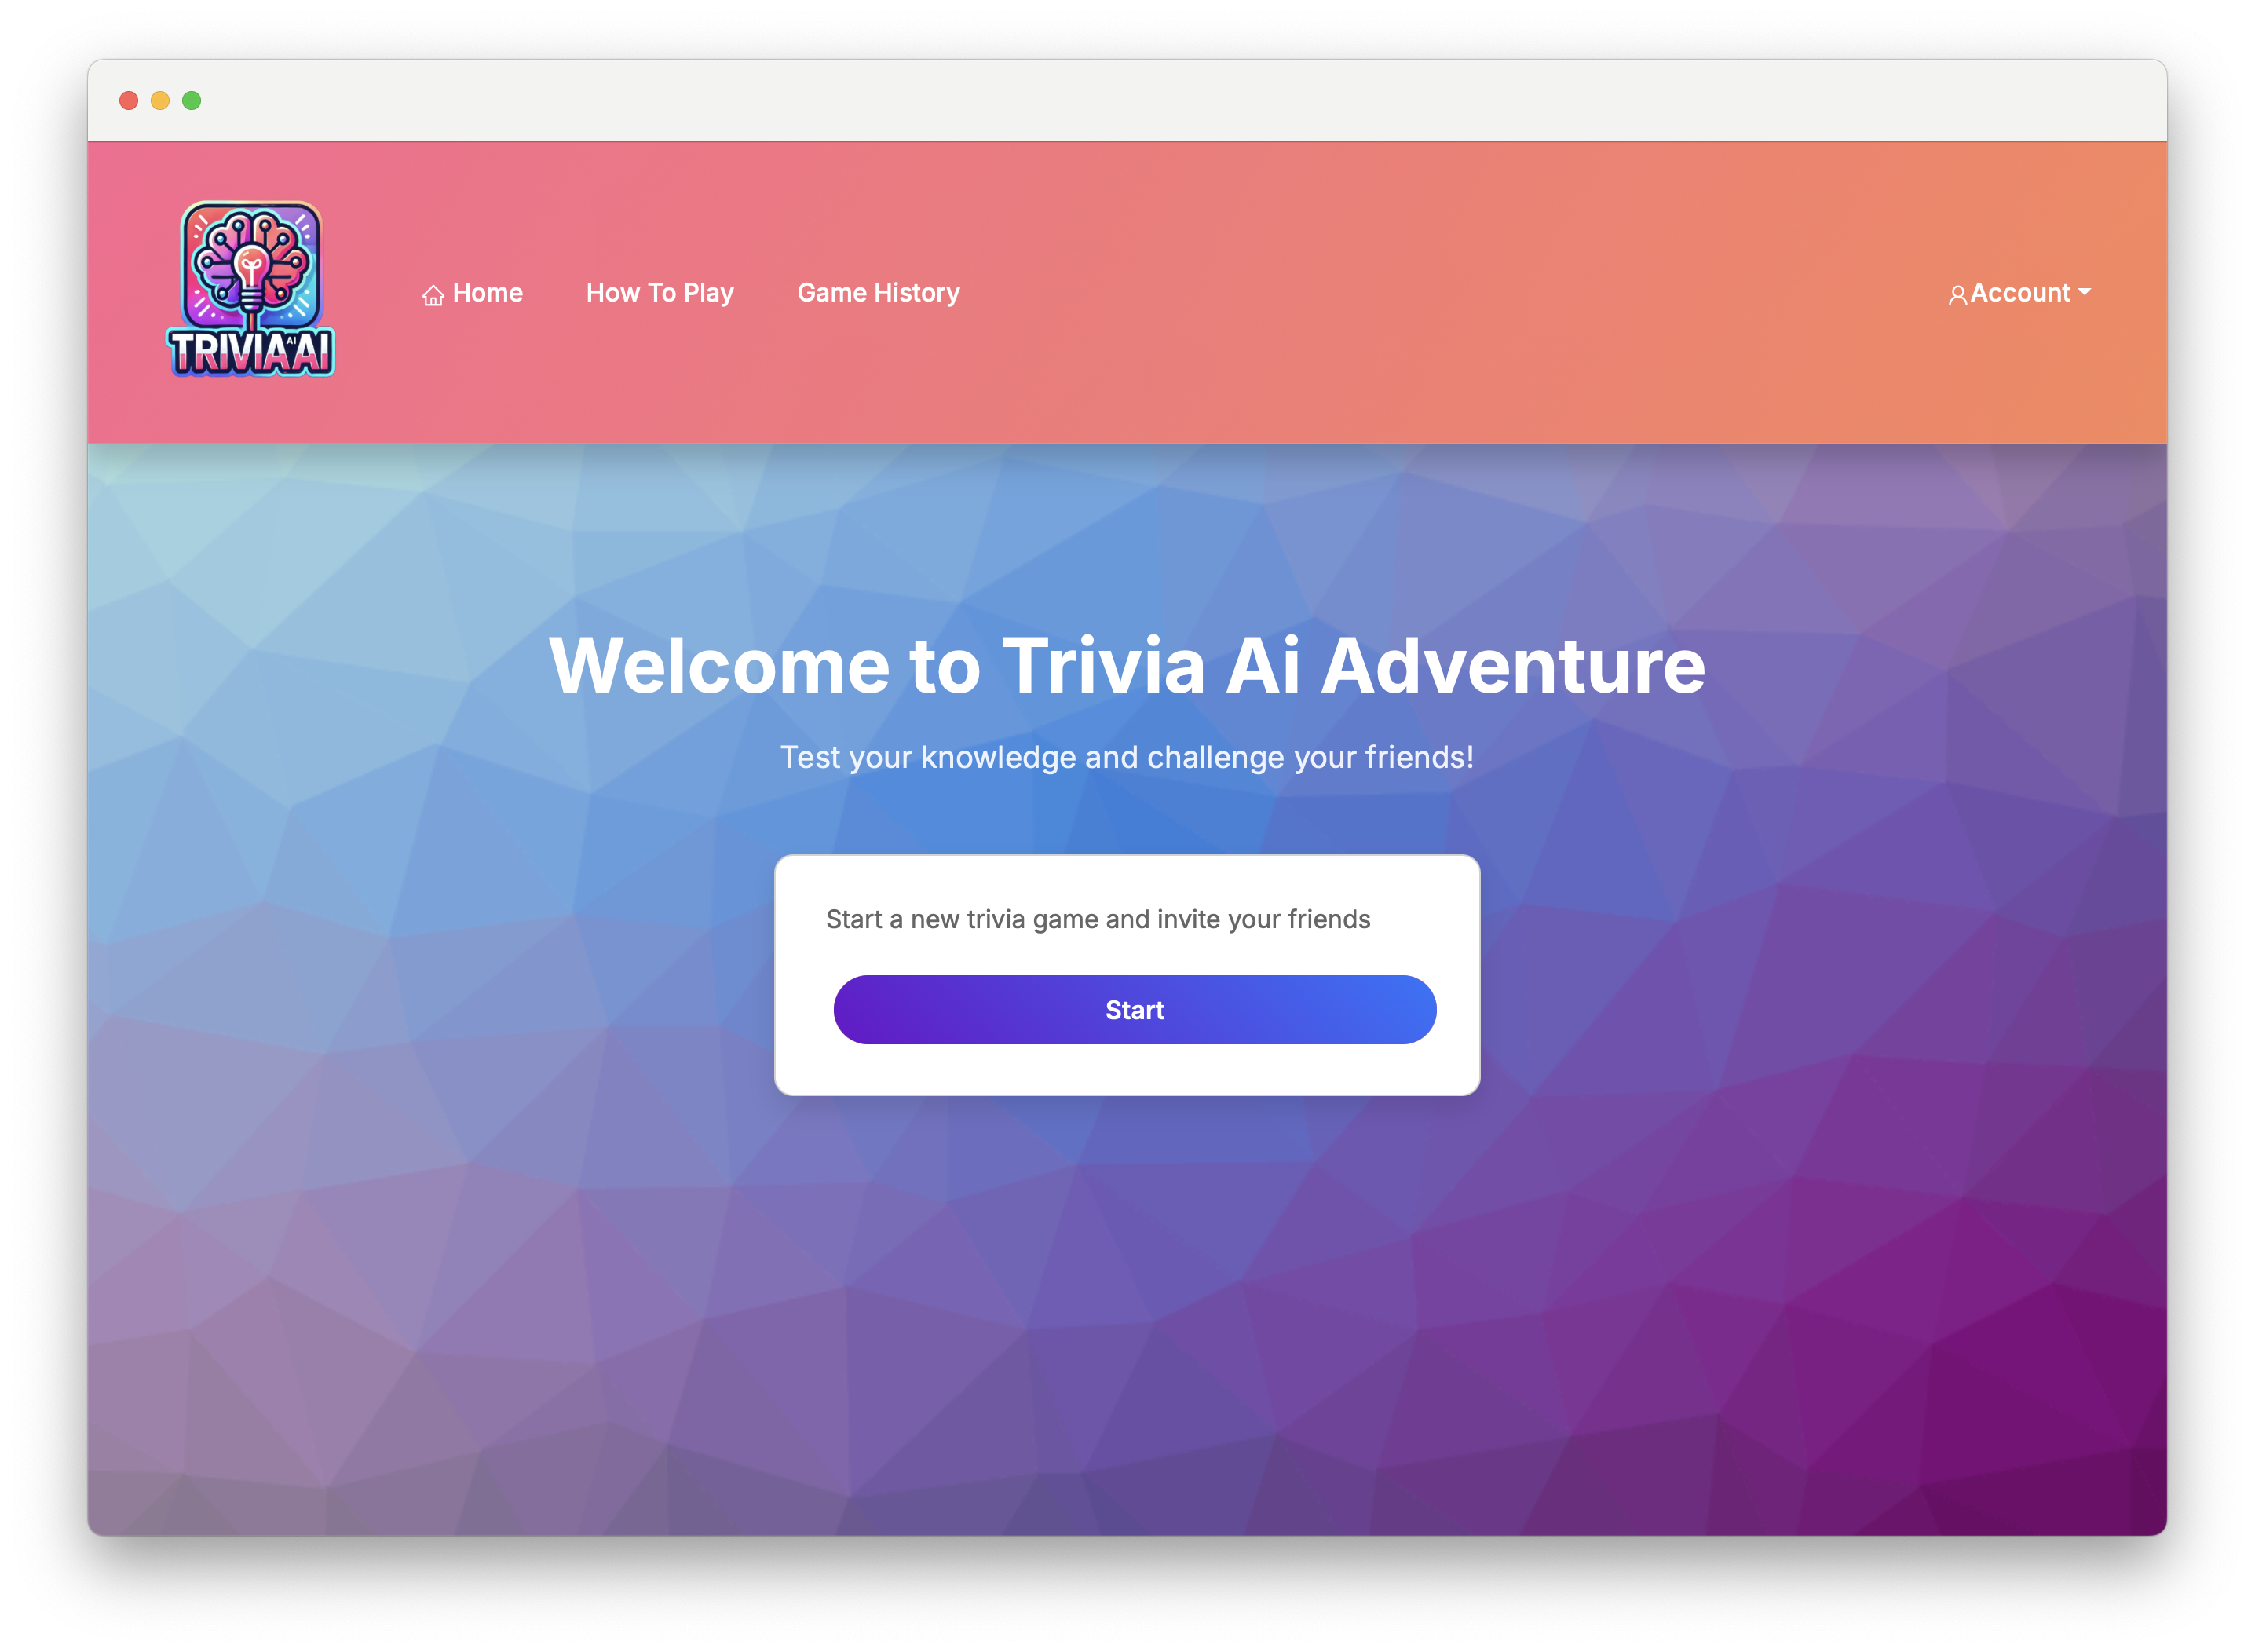 TRIVIA AI AI
Home
How To Play
Game History
Account
Welcome to Trivia Ai Adventure
Test your knowledge and challenge your friends!
Start a new trivia game and invite your friends
Start